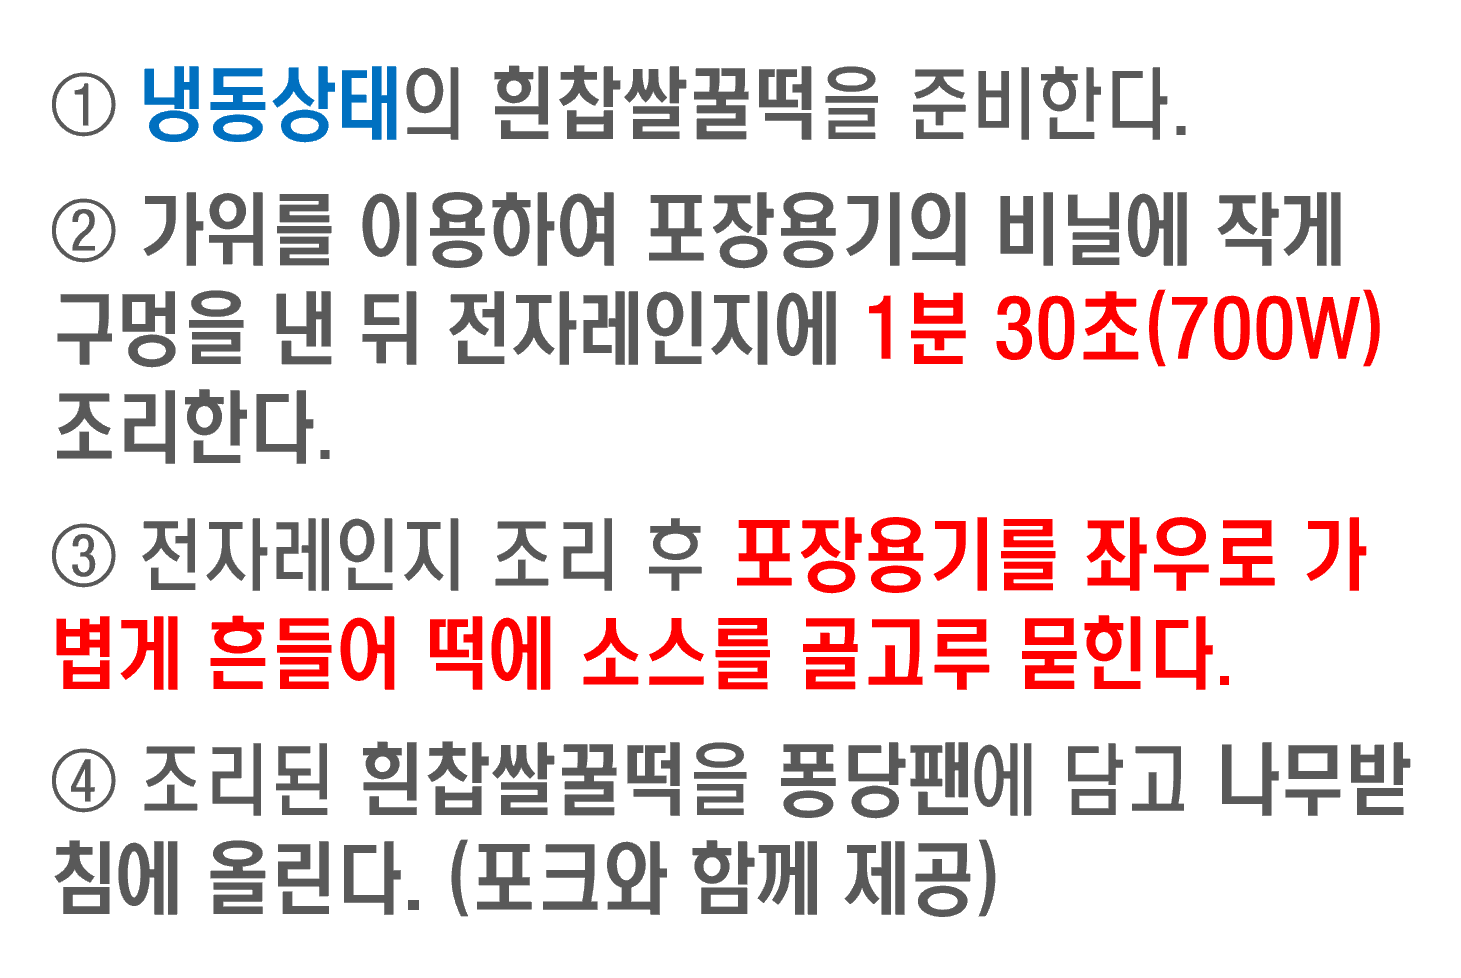 ① 냉동상태의 흰찹쌀꿀떡을 준비한다.
② 가위를 이용하여 포장용기의 비닐에 작게
구멍을 낸 뒤 전자레인지에 1분 30초(700W)
조리한다.
③ 전자레인지 조리 후 포장용기를 좌우로 가
볍게 흔들어 떡에 소스를 골고루 묻힌다.
④ 조리된 흰찹쌀꿀떡을 퐁당팬에 담고 나무받
침에 올린다. (포크와 함께 제공)